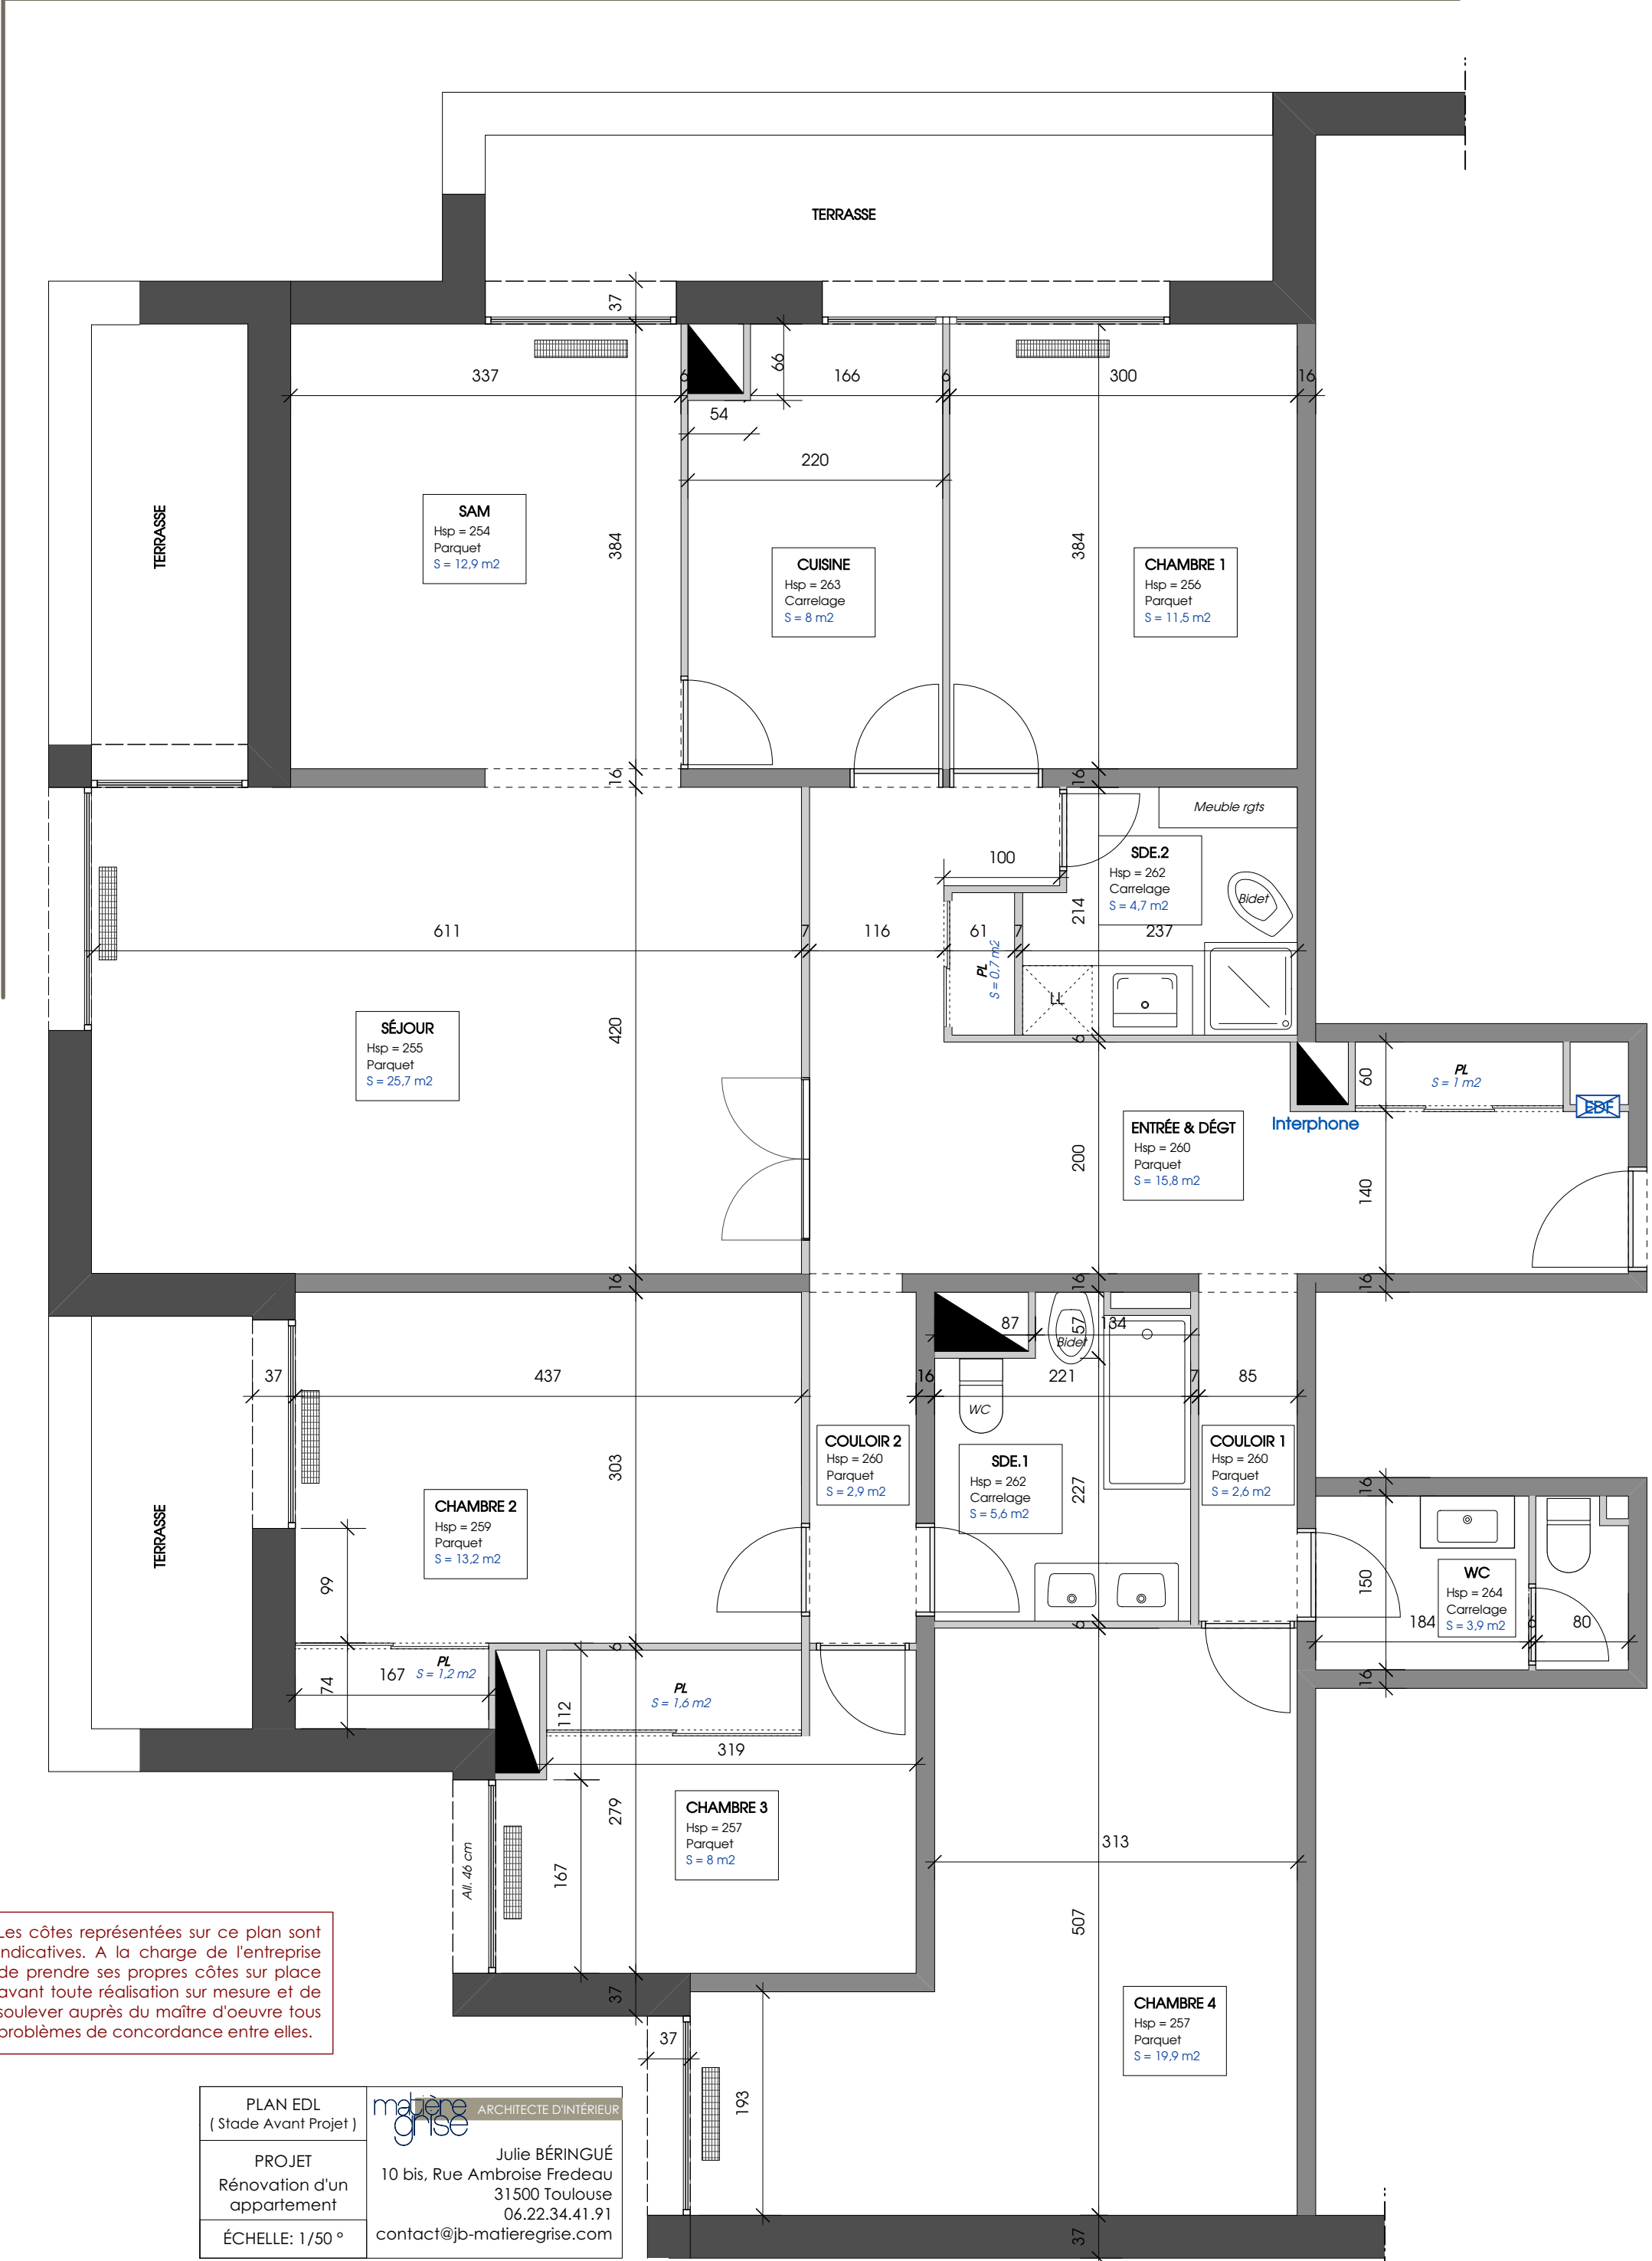 TERRASSE
37
337
6
66
166
6
300
16
54
220
TERRASSE
SAM
Hsp = 254
Parquet
S = 12,9 m2
384
CUISINE
Hsp = 263
Carrelage
S = 8 m2
384
CHAMBRE 1
Hsp = 256
Parquet
S = 11,5 m2
16
16
Meuble rgts
100
SDE.2
Hsp = 262
Carrelage
S = 4,7 m2
214
Bidet
611
7
116
61
7
237
PL
S = 0,7 m2
LL
SÉJOUR
Hsp = 255
Parquet
S = 25,7 m2
420
6
60
PL
S = 1 m2
EDF
Interphone
ENTRÉE & DÉGT
Hsp = 260
Parquet
S = 15,8 m2
200
140
16
16
16
87
57
134
Bidet
37
437
16
221
7
85
WC
COULOIR 2
Hsp = 260
Parquet
S = 2,9 m2
SDE.1
Hsp = 262
Carrelage
S = 5,6 m2
COULOIR 1
Hsp = 260
Parquet
S = 2,6 m2
303
227
16
TERRASSE
CHAMBRE 2
Hsp = 259
Parquet
S = 13,2 m2
99
150
WC
Hsp = 264
Carrelage
S = 3,9 m2
184
6
80
6
6
16
74
167
PL
S = 1,2 m2
PL
S = 1,6 m2
112
319
CHAMBRE 3
Hsp = 257
Parquet
S = 8 m2
279
167
All. 46 cm
313
507
37
37
193
CHAMBRE 4
Hsp = 257
Parquet
S = 19,9 m2
37
Les côtes représentées sur ce plan sont
indicatives. A la charge de l'entreprise
de prendre ses propres côtes sur place
avant toute réalisation sur mesure et de
soulever auprès du maître d'oeuvre tous
problèmes de concordance entre elles.
PLAN EDL
( Stade Avant Projet )
PROJET
Rénovation d'un
appartement
ÉCHELLE: 1/50 °
matière
grise
ARCHITECTE D'INTÉRIEUR
Julie BÉRINGUÉ
10 bis, Rue Ambroise Fredeau
31500 Toulouse
06.22.34.41.91
contact@jb-matieregrise.com